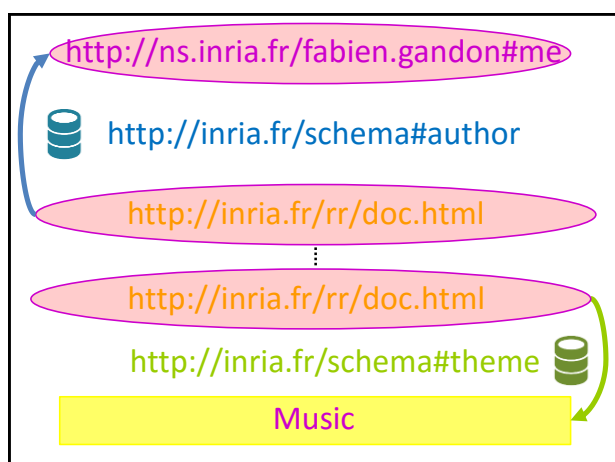 http://ns.inria.fr/fabien.gandon#me
http://inria.fr/schema#author
http://inria.fr/rr/doc.html
http://inria.fr/rr/doc.html
http://inria.fr/schema#theme
Music